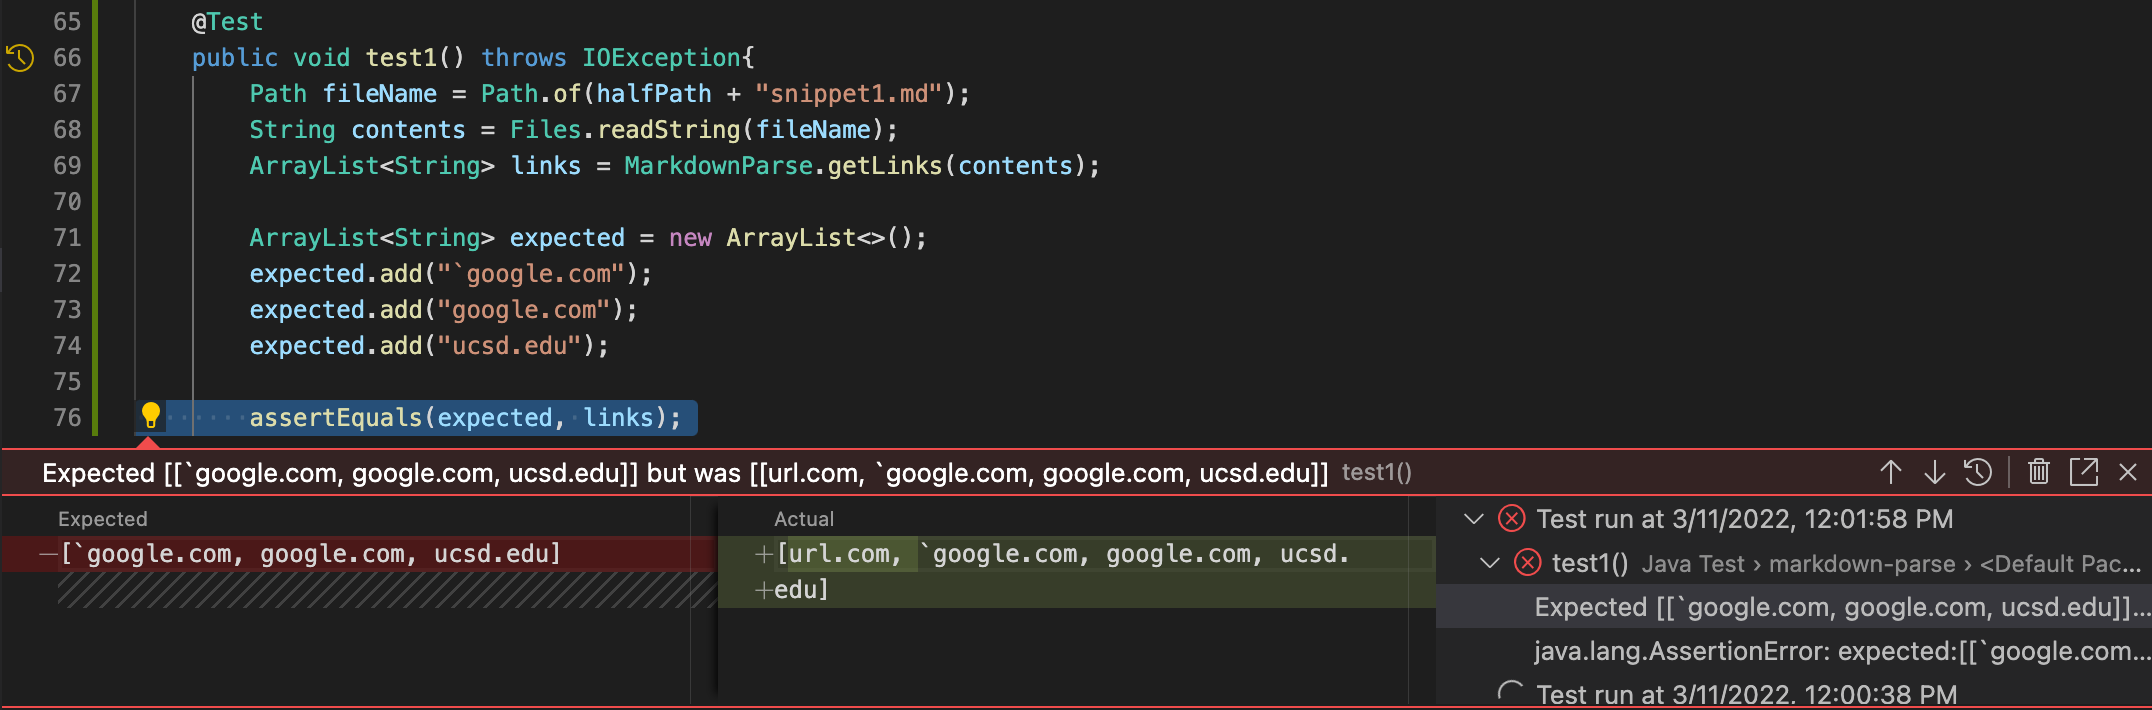 65 @Test
66 public void test1() throws IOException{
67 Path fileName = Path.of(halfPath + "snippet1.md");
68 String contents = Files.readString(fileName);
69 ArrayList<String> links = MarkdownParse.getLinks(contents);
70
71 ArrayList<String> expected = new ArrayList<>();
72 expected.add("`google.com");
73 expected.add("google.com");
74 expected.add("ucsd.edu");
75
76 assertEquals(expected, links);
Expected [[`google.com, google.com, ucsd.edu]] but was [[url.com, `google.com, google.com, ucsd.edu]] test1()
Expected
—[`google.com, google.com, ucsd.edu]
Actual
+[url.com, `google.com, google.com, ucsd.
+edu]
Test run at 3/11/2022, 12:01:58 PM
test1() Java Test › markdown-parse › <Default Pac...
Expected [[`google.com, google.com, ucsd.edu]]...
java.lang.AssertionError: expected:[[`google.com...
Test run at 3/11/2022, 12:00:38 PM